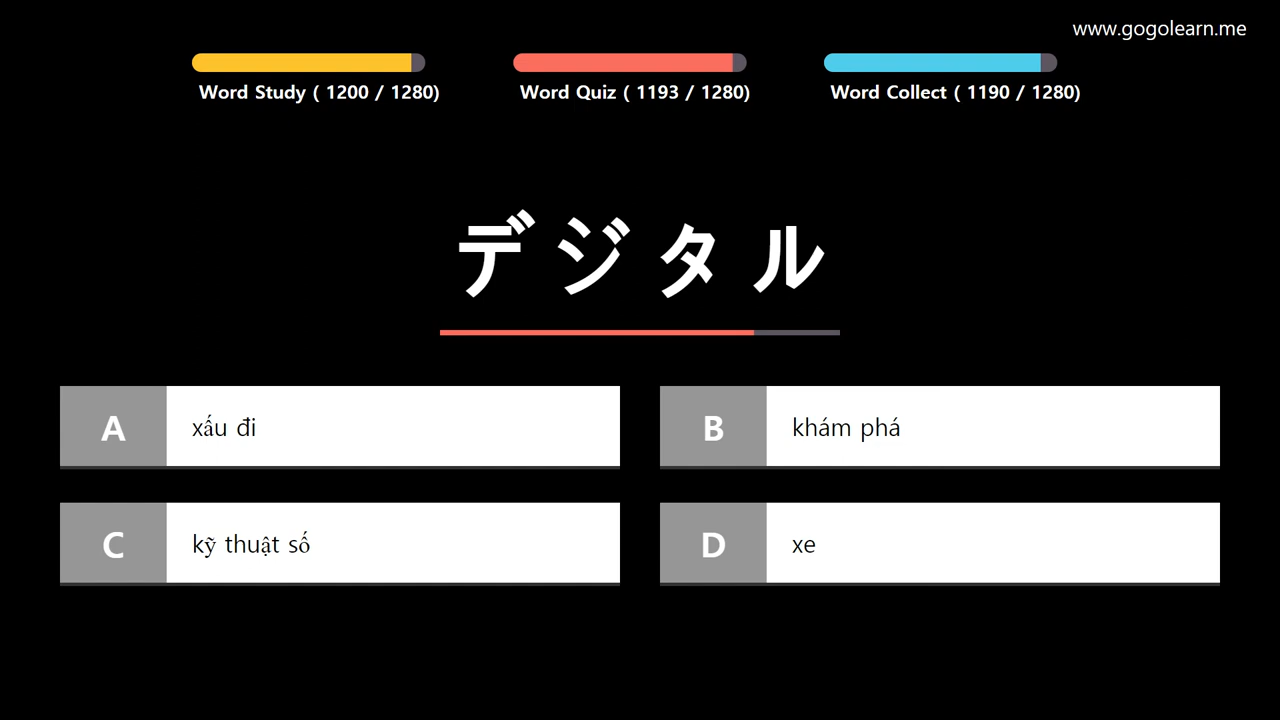 www.gogolearn.me
Word Study ( 1200 / 1280)
Word Quiz ( 1193 / 1280)
Word Collect ( 1190 / 1280)
デジタル
A xấu đi
B khám phá
C kỹ thuật số
D xe